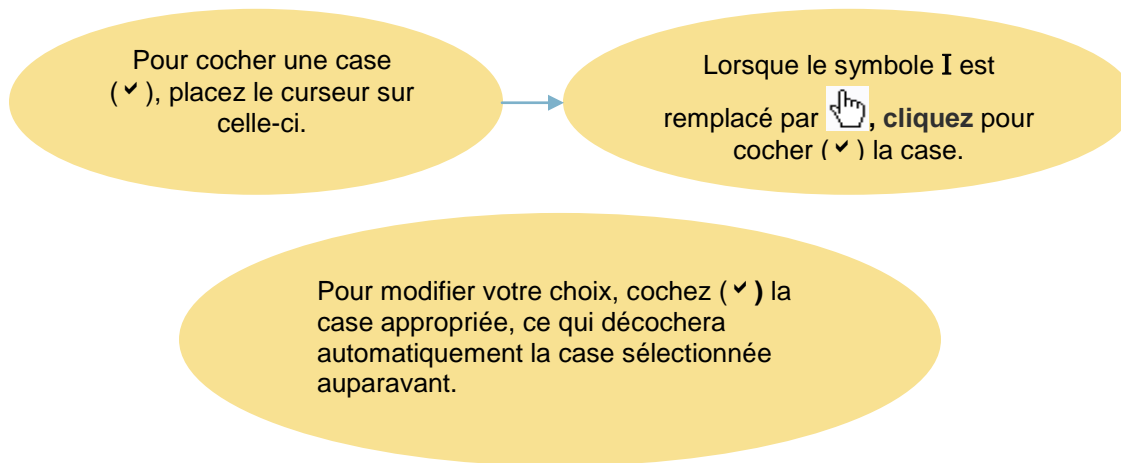 Pour cocher une case
(✔), placez le curseur sur
celle-ci.
Lorsque le symbole I est
remplacé par , cliquez pour
cocher (✔) la case.
Pour modifier votre choix, cochez (✔) la
case appropriée, ce qui décochera
automatiquement la case sélectionnée
auparavant.